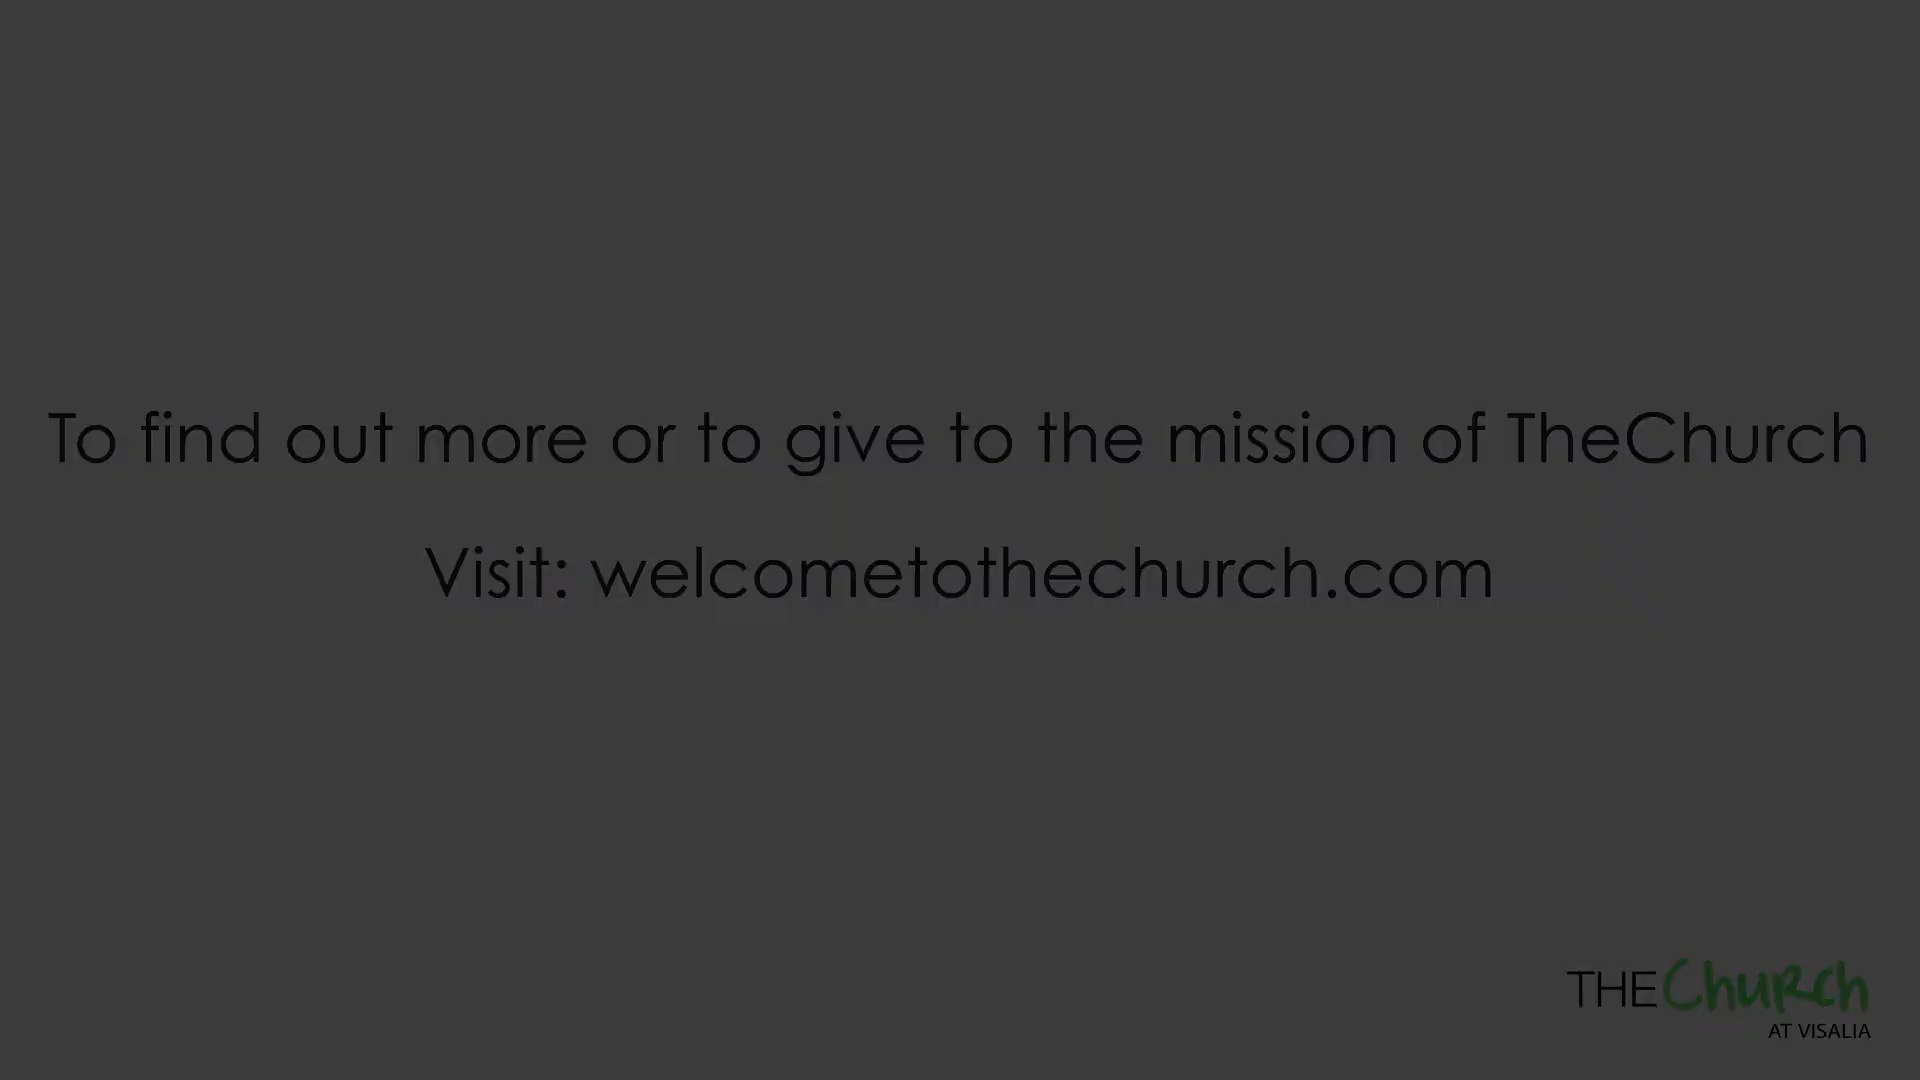 To find out more or to give to the mission of TheChurch
Visit: welcometothechurch.com
THEChurch
AT VISALIA